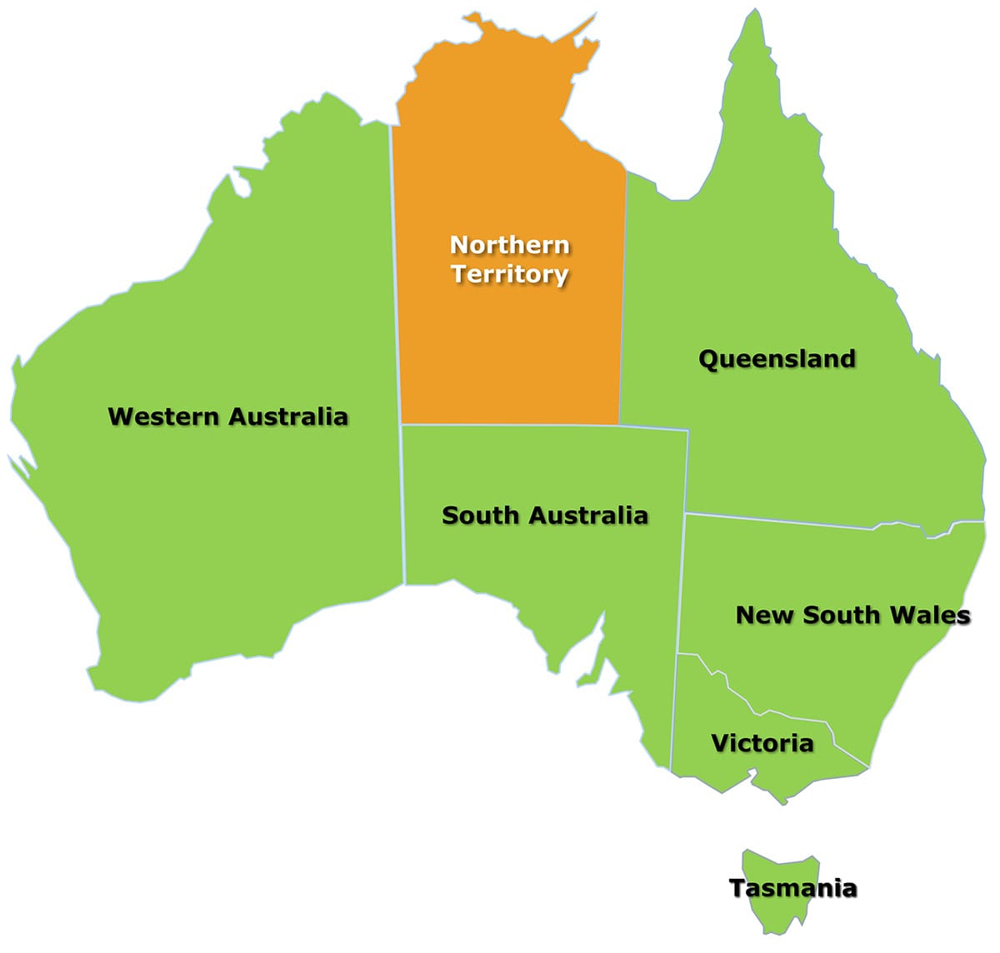 Northern
Territory
Queensland
Western Australia
South Australia
New South Wales
Victoria
Tasmania